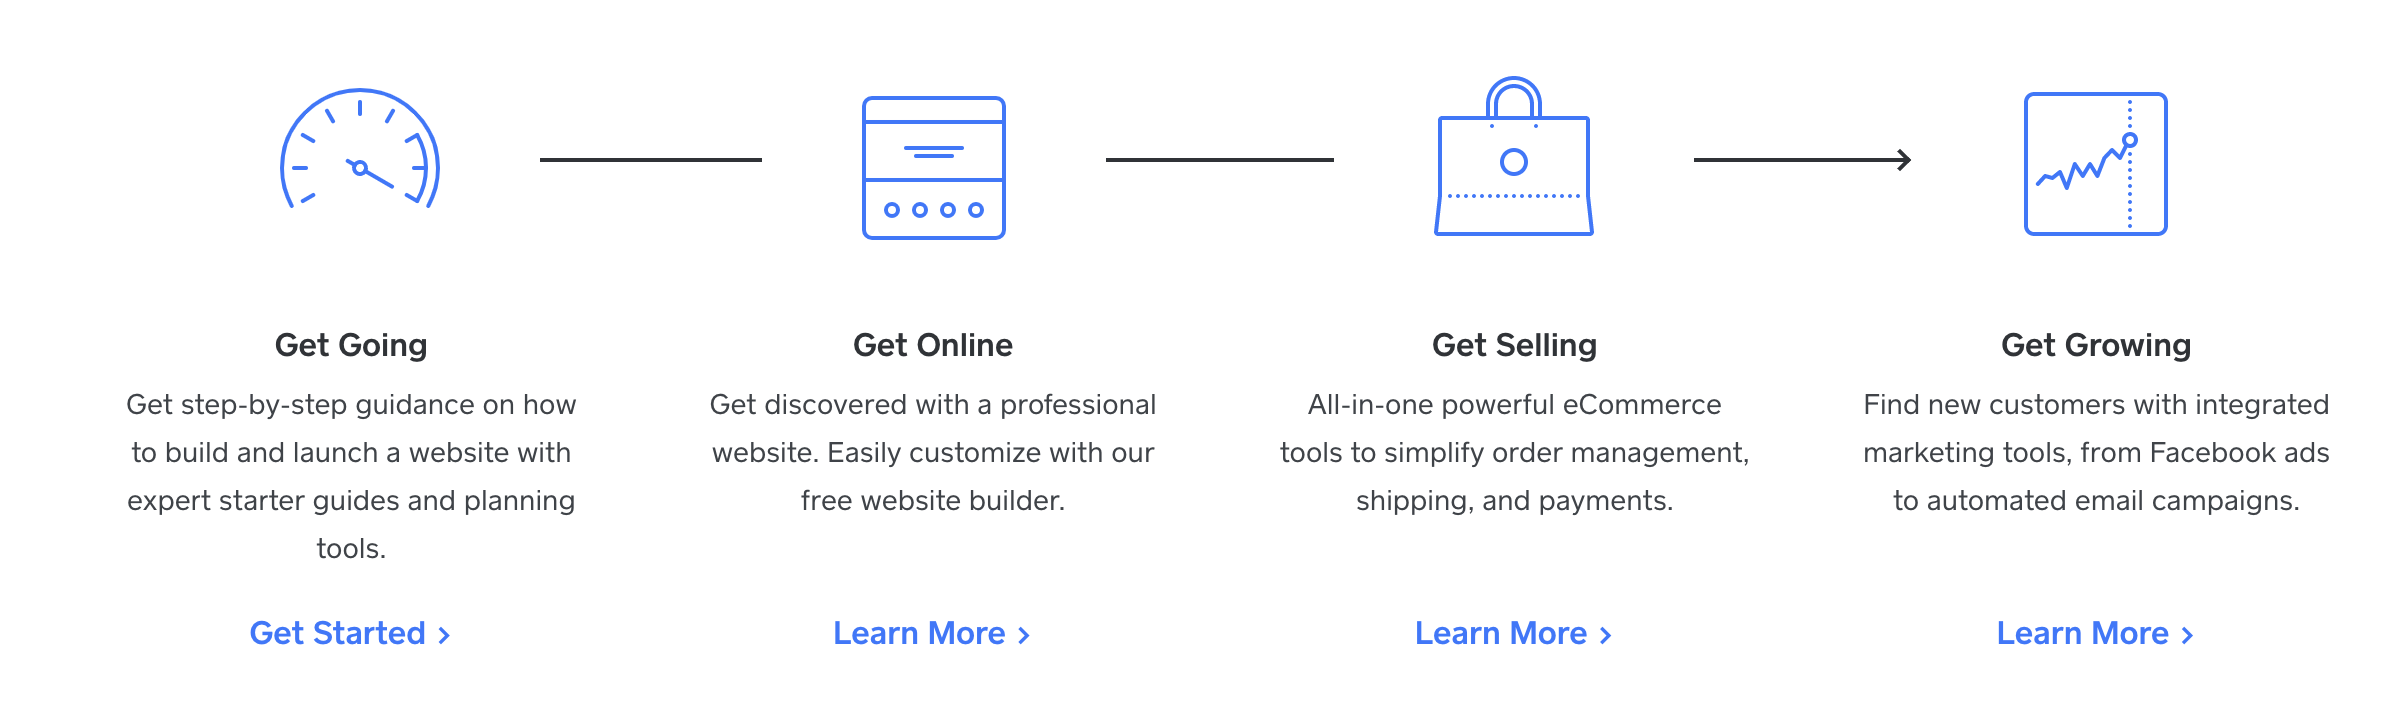 Get Going
Get step-by-step guidance on how
to build and launch a website with
expert starter guides and planning
tools.
Get Started ›
Get Online
Get discovered with a professional
website. Easily customize with our
free website builder.
Learn More ›
Get Selling
All-in-one powerful eCommerce
tools to simplify order management,
shipping, and payments.
Learn More ›
Get Growing
Find new customers with integrated
marketing tools, from Facebook ads
to automated email campaigns.
Learn More ›